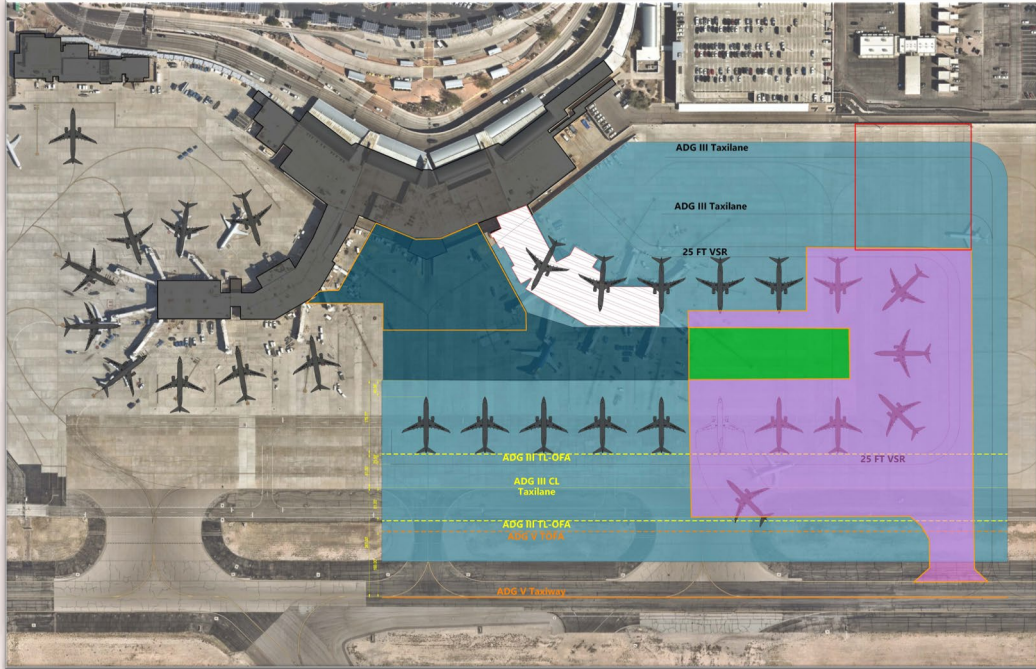 ADG III Taxilane
ADG III Taxilane
25 FT VSR
ADG III TL-OFA
25 FT VSR
ADG III CL
Taxilane
ADG III TL-OFA
ADG V TOFA
ADG V Taxiway